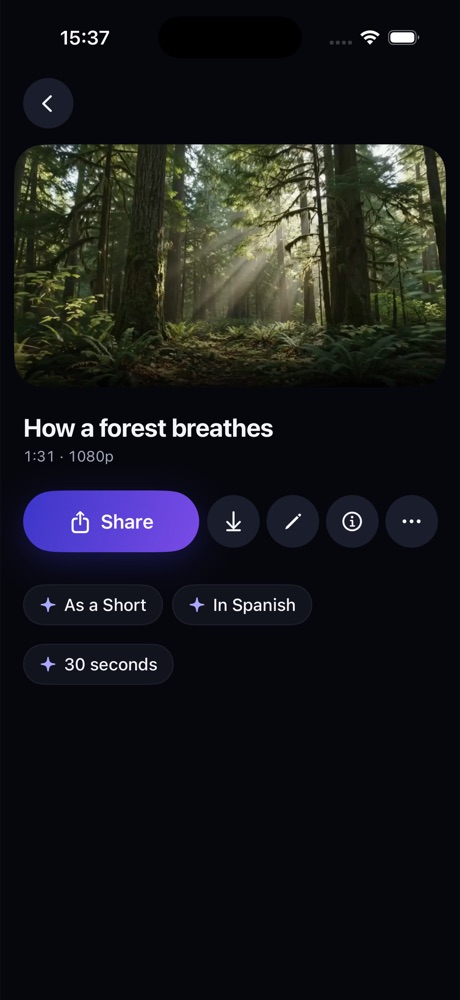 15:37
How a forest breathes
1:31 · 1080p
Share
As a Short
In Spanish
30 seconds